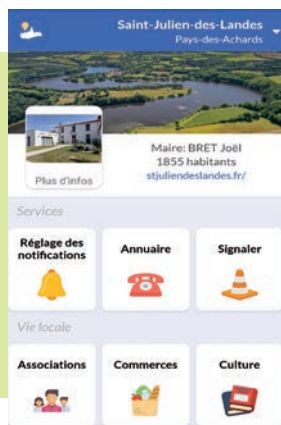 Saint-Julien-des-Landes
Pays-des-Achards
Plus d'infos
Maire: BRET Joël
1855 habitants
stjuliendeslandes.fr/
Services
Réglage des
notifications
Annuaire
Signaler
Vie locale
Associations
Commerces
Culture